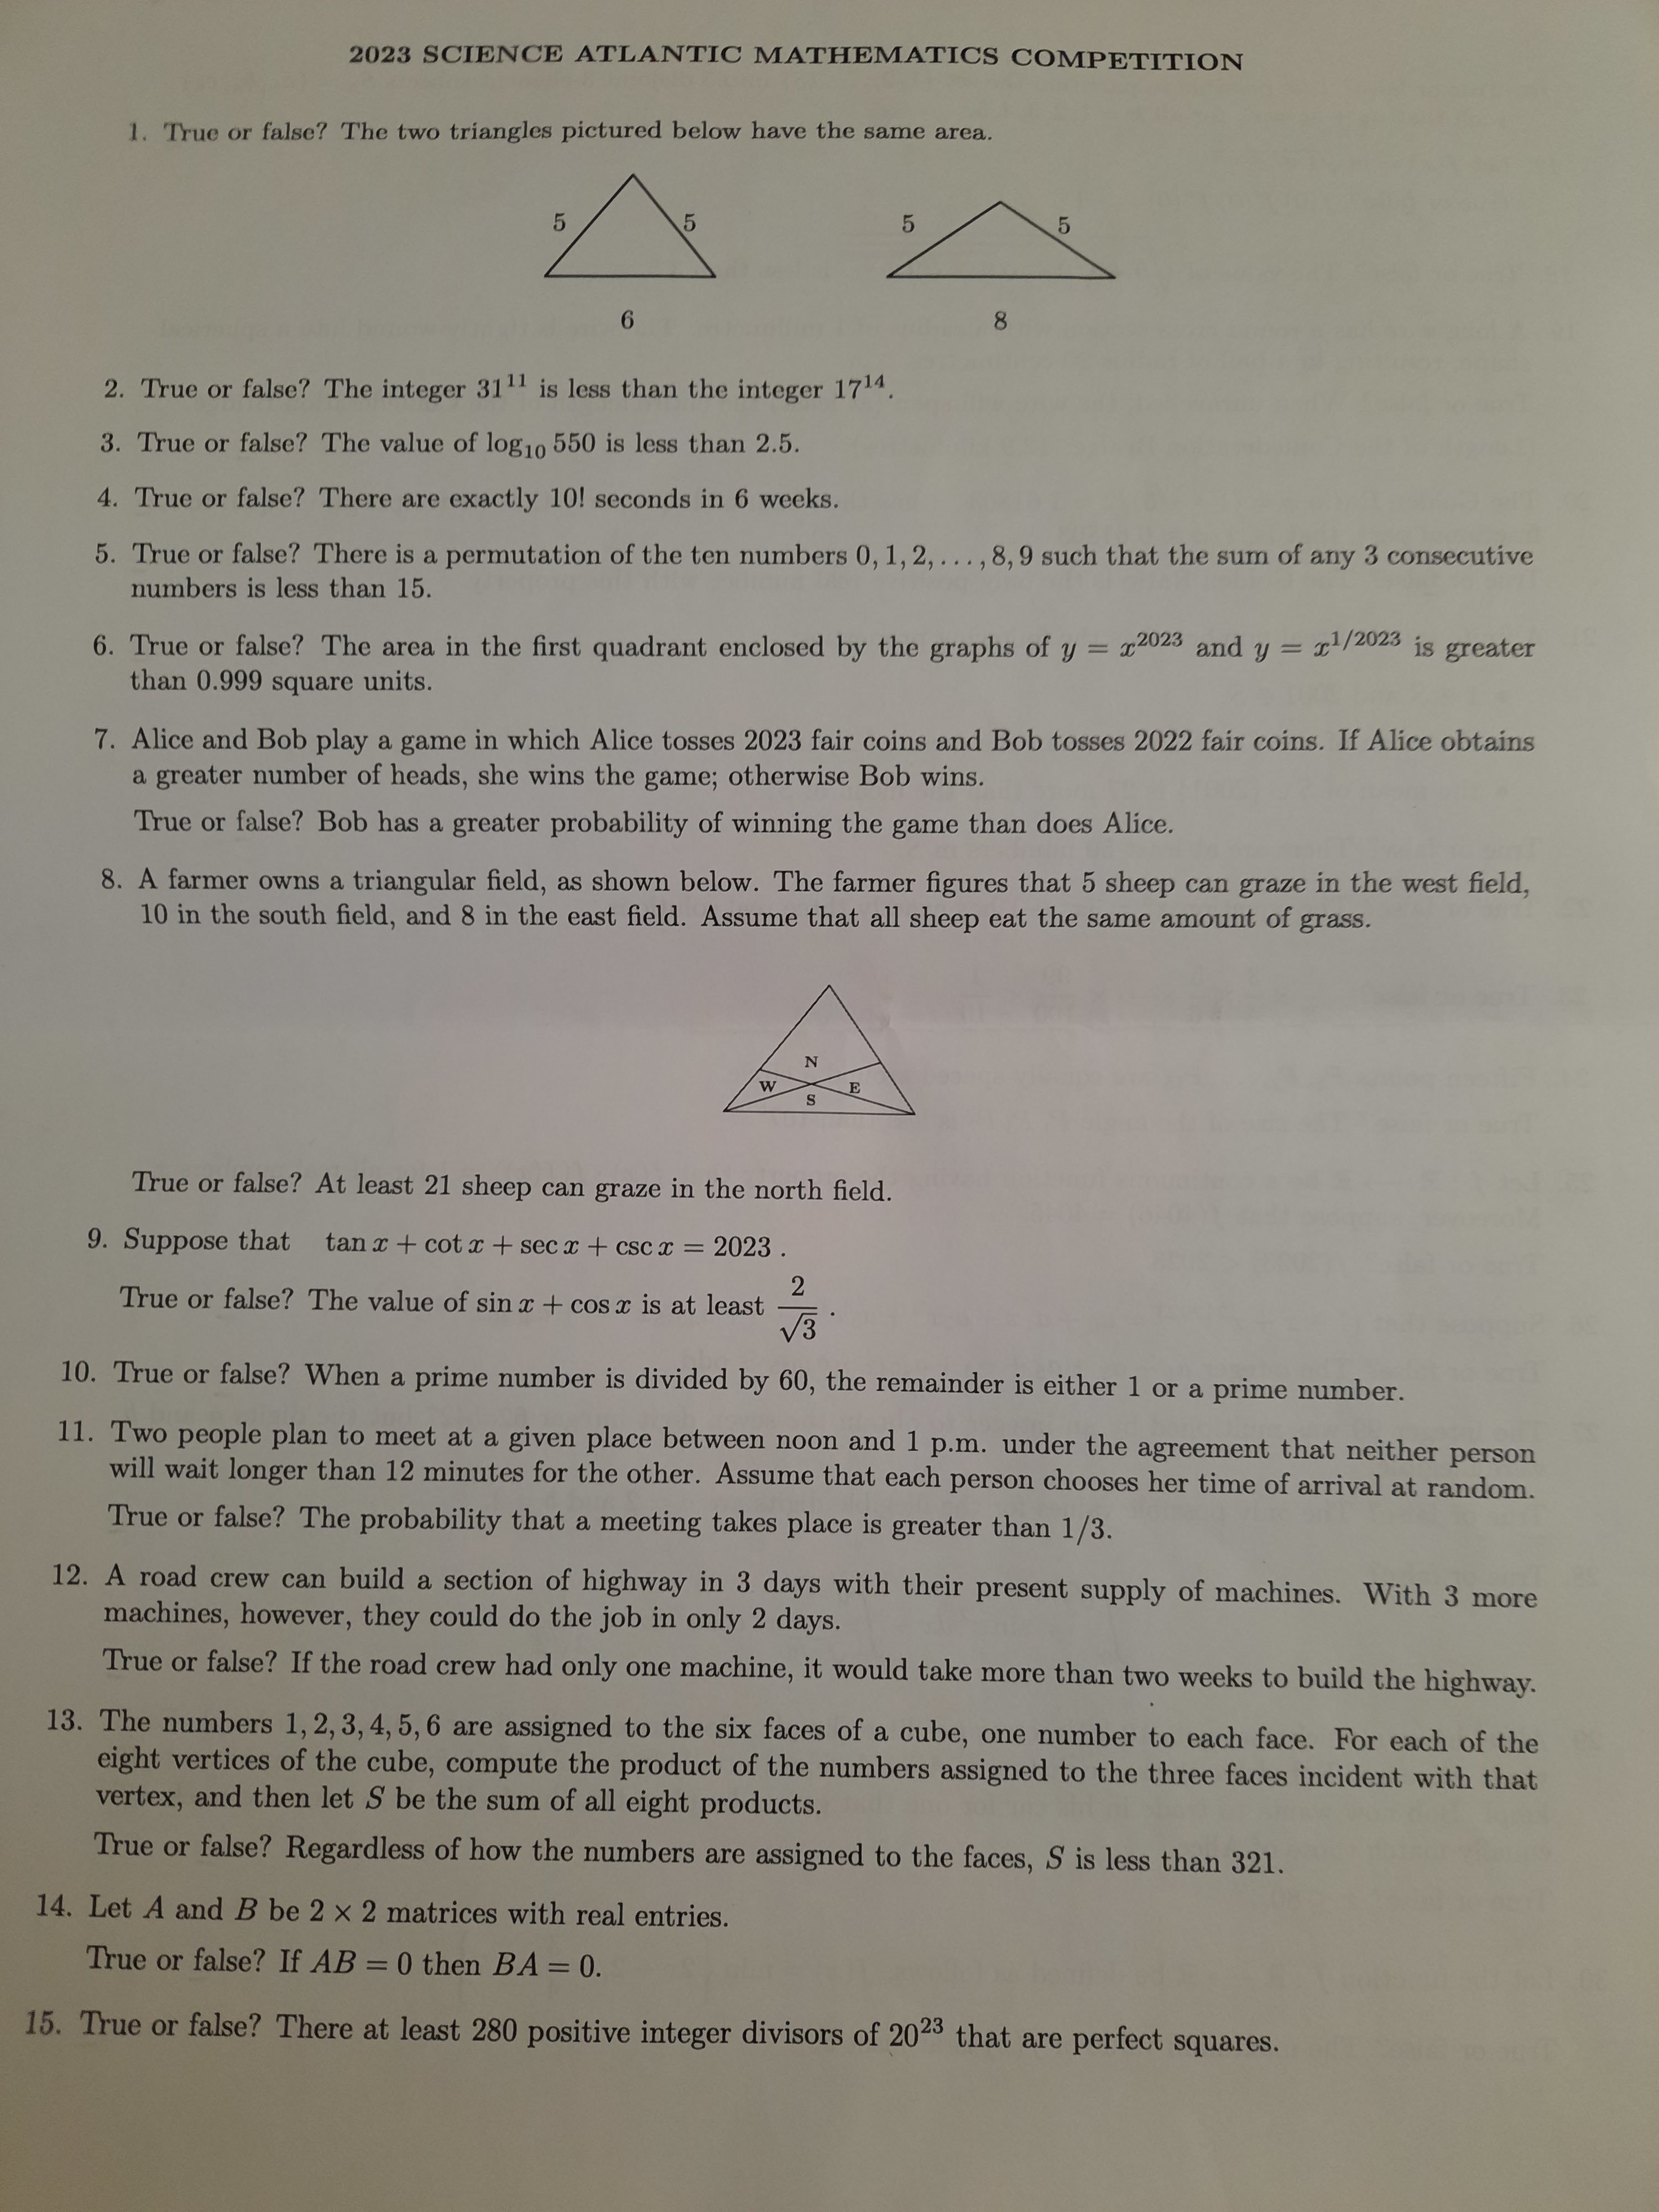 2023 SCIENCE ATLANTIC MATHEMATICS COMPETITION
1. True or false? The two triangles pictured below have the same area.
5 5 5 5
6 8
2. True or false? The integer 31¹¹ is less than the integer 17¹⁴.
3. True or false? The value of log₁₀ 550 is less than 2.5.
4. True or false? There are exactly 10! seconds in 6 weeks.
5. True or false? There is a permutation of the ten numbers 0, 1, 2, . . . , 8, 9 such that the sum of any 3 consecutive
numbers is less than 15.
6. True or false? The area in the first quadrant enclosed by the graphs of y = x²⁰²³ and y = x^{1/2023} is greater
than 0.999 square units.
7. Alice and Bob play a game in which Alice tosses 2023 fair coins and Bob tosses 2022 fair coins. If Alice obtains
a greater number of heads, she wins the game; otherwise Bob wins.
True or false? Bob has a greater probability of winning the game than does Alice.
8. A farmer owns a triangular field, as shown below. The farmer figures that 5 sheep can graze in the west field,
10 in the south field, and 8 in the east field. Assume that all sheep eat the same amount of grass.
N
W E
S
True or false? At least 21 sheep can graze in the north field.
9. Suppose that tan x + cot x + sec x + csc x = 2023 .
True or false? The value of sin x + cos x is at least 2/√3 .
10. True or false? When a prime number is divided by 60, the remainder is either 1 or a prime number.
11. Two people plan to meet at a given place between noon and 1 p.m. under the agreement that neither person
will wait longer than 12 minutes for the other. Assume that each person chooses her time of arrival at random.
True or false? The probability that a meeting takes place is greater than 1/3.
12. A road crew can build a section of highway in 3 days with their present supply of machines. With 3 more
machines, however, they could do the job in only 2 days.
True or false? If the road crew had only one machine, it would take more than two weeks to build the highway.
13. The numbers 1, 2, 3, 4, 5, 6 are assigned to the six faces of a cube, one number to each face. For each of the
eight vertices of the cube, compute the product of the numbers assigned to the three faces incident with that
vertex, and then let S be the sum of all eight products.
True or false? Regardless of how the numbers are assigned to the faces, S is less than 321.
14. Let A and B be 2 × 2 matrices with real entries.
True or false? If AB = 0 then BA = 0.
15. True or false? There at least 280 positive integer divisors of 20²³ that are perfect squares.